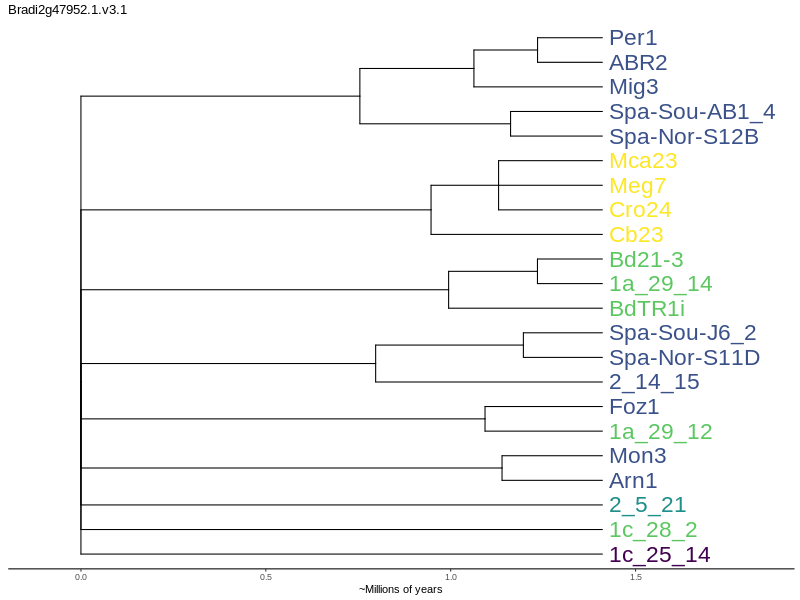 Bradi2g47952.1.v3.1
Per1
ABR2
Mig3
Spa-Sou-AB1_4
Spa-Nor-S12B
Mca23
Meg7
Cro24
Cb23
Bd21-3
1a_29_14
BdTR1i
Spa-Sou-J6_2
Spa-Nor-S11D
2_14_15
Foz1
1a_29_12
Mon3
Arn1
2_5_21
1c_28_2
1c_25_14
0.0 0.5 1.0 1.5
~Millions of years